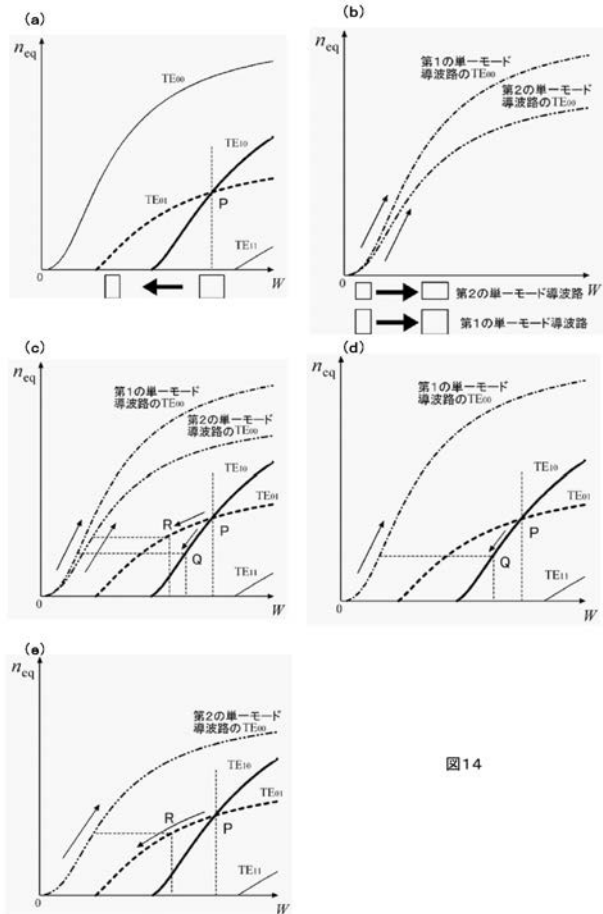 (a)
neq
TE00
TE10
TE01
P
TE11
0
W
(b)
neq
第1の単一モード
導波路のTE00
第2の単一モード
導波路のTE00
0
W
第2の単一モード導波路
第1の単一モード導波路
(c)
neq
第1の単一モード
導波路のTE00
第2の単一モード
導波路のTE00
TE10
TE01
R
P
Q
TE11
0
W
(d)
neq
第1の単一モード
導波路のTE00
TE10
TE01
P
Q
TE11
0
W
(e)
neq
第2の単一モード
導波路のTE00
TE10
TE01
R
P
TE11
0
W
図14